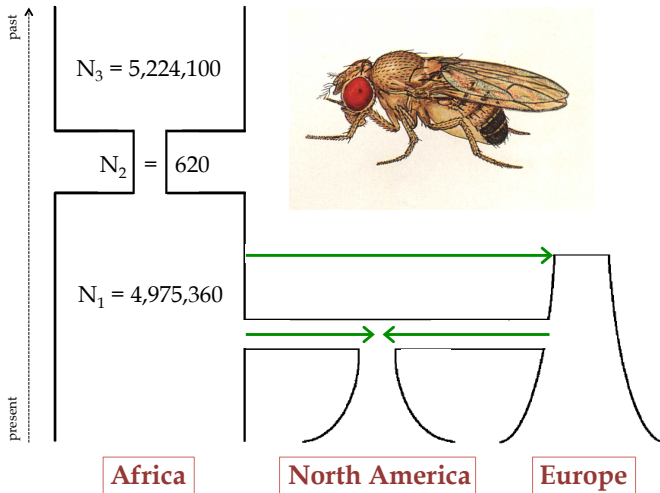 past
N₃ = 5,224,100
N₂ = 620
N₁ = 4,975,360
present
Africa
North America
Europe